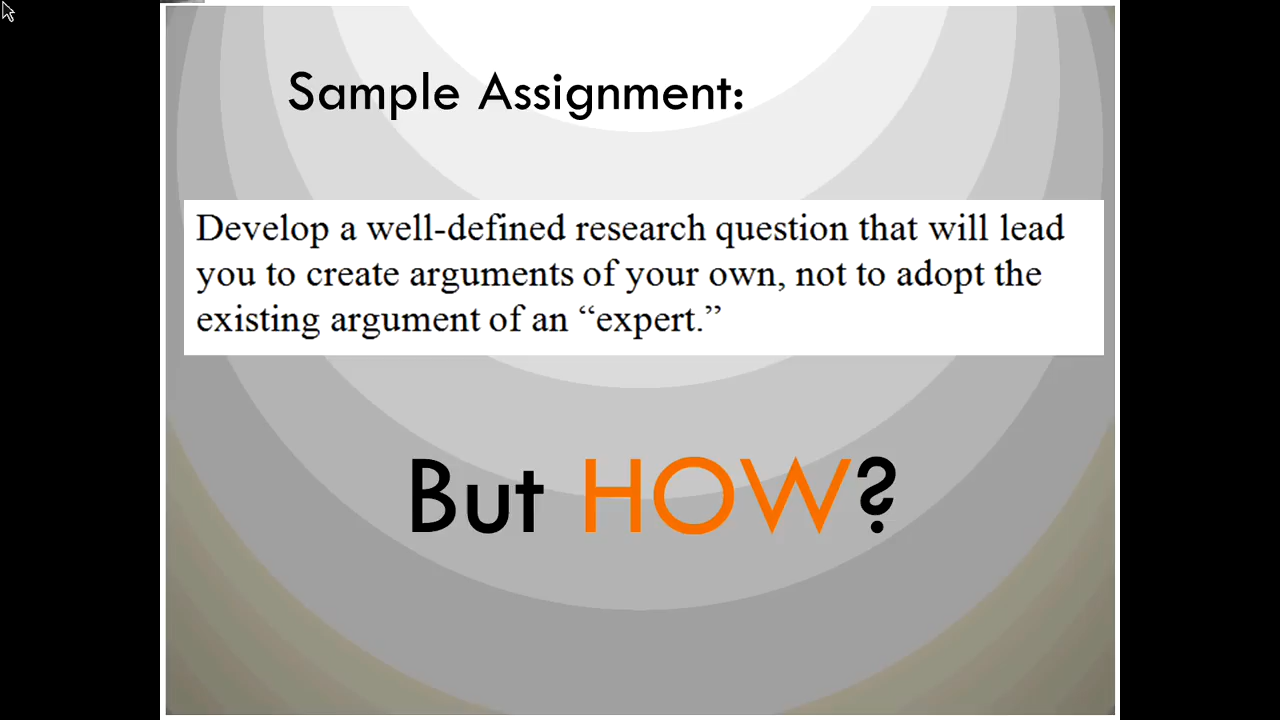 Sample Assignment:
Develop a well-defined research question that will lead
you to create arguments of your own, not to adopt the
existing argument of an “expert.”
But HOW?